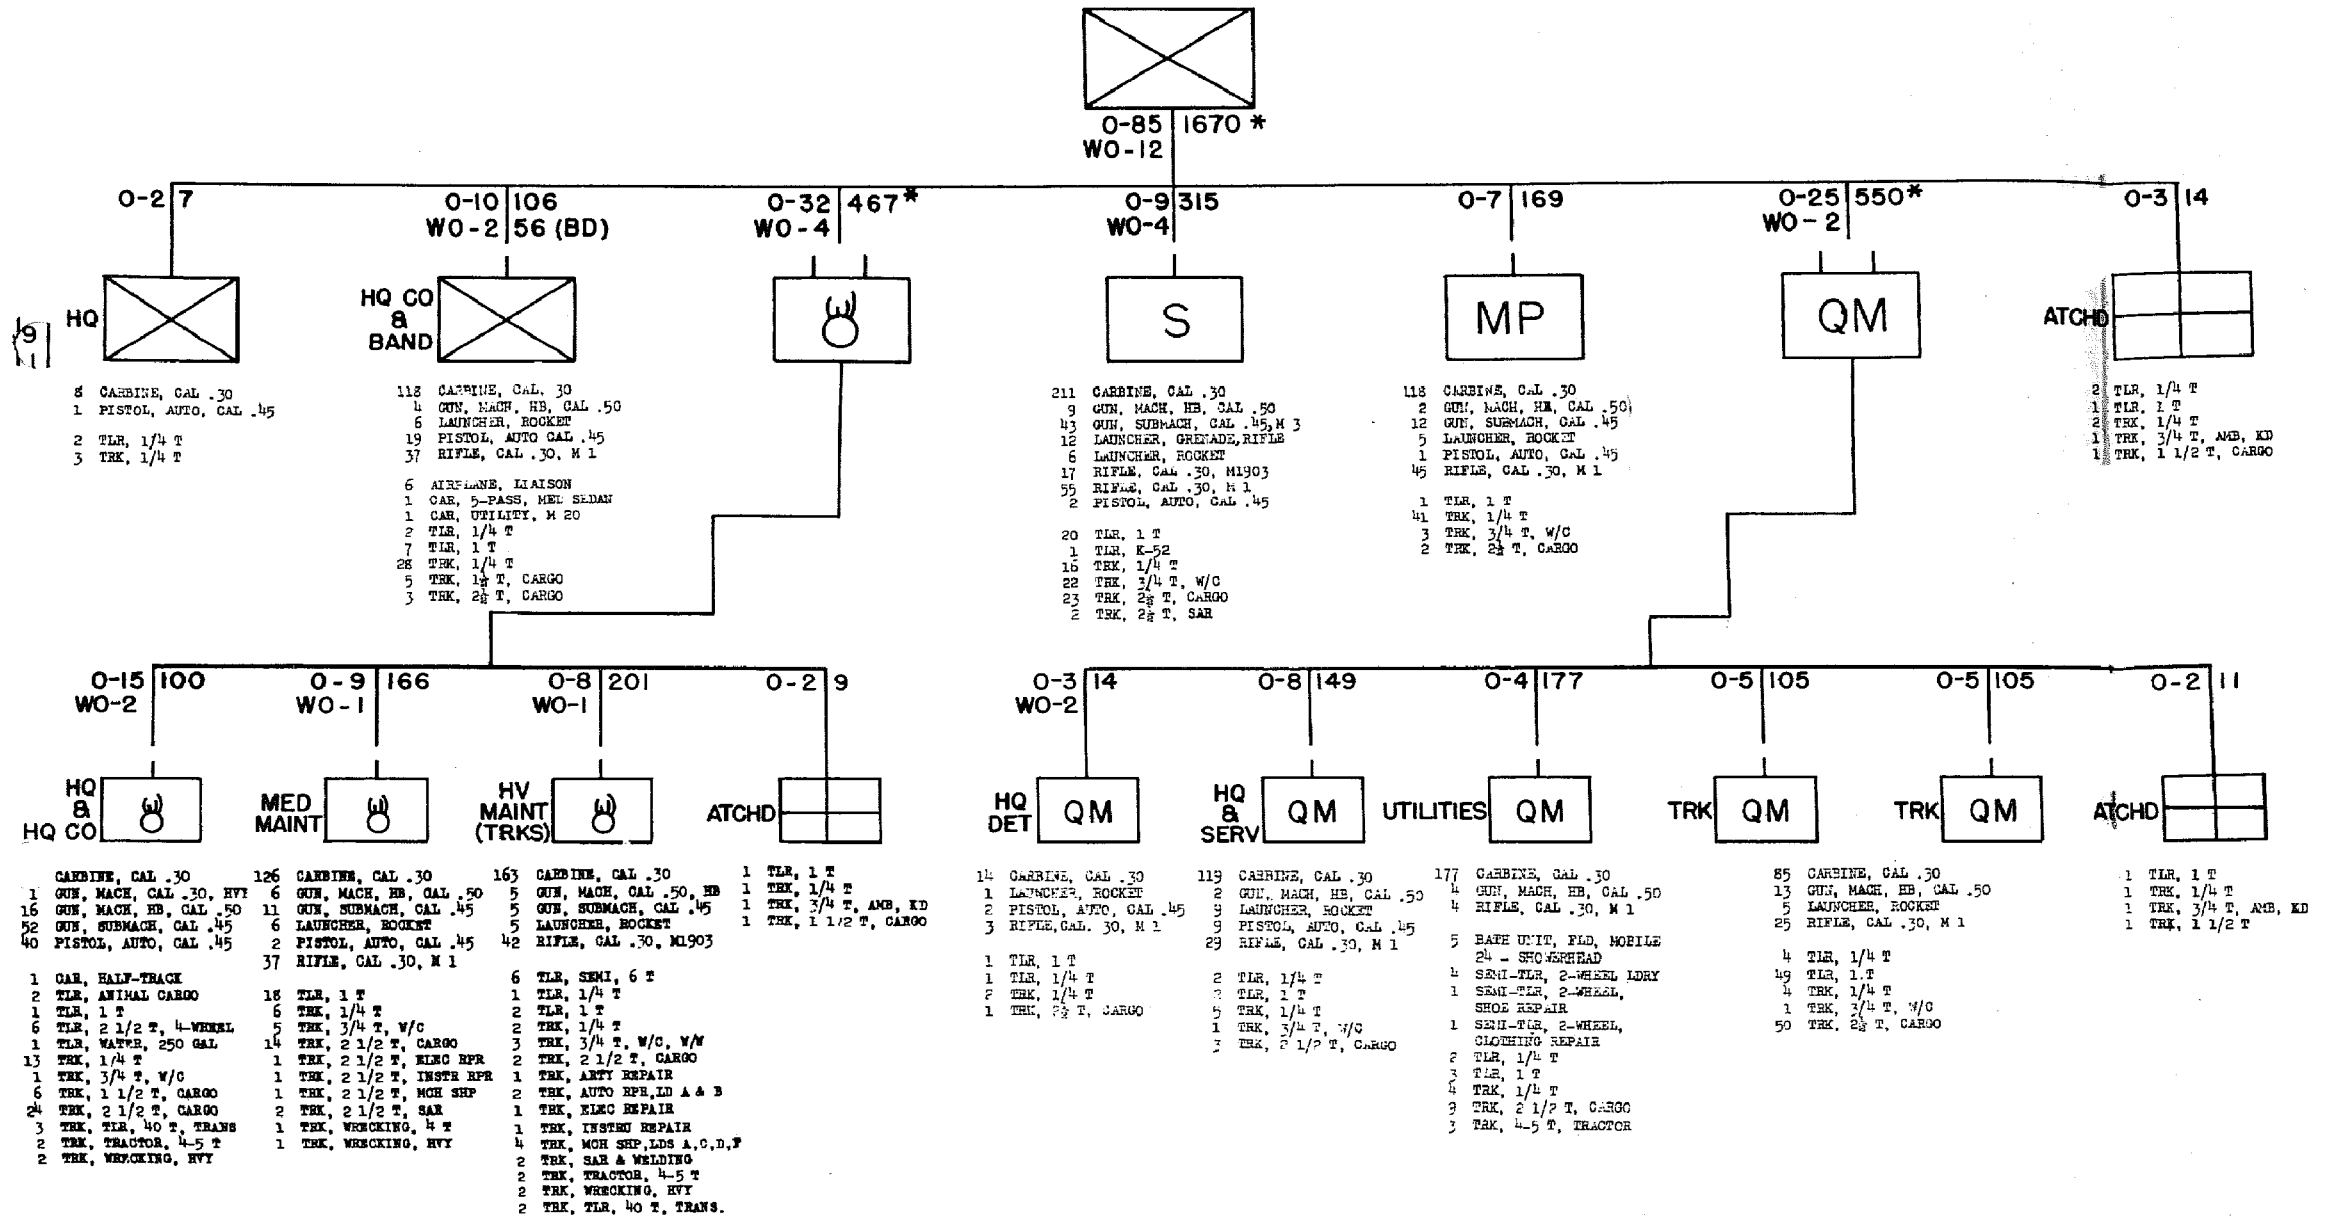 O-85 1670 *
WO-12
O-2 7
O-10 106
WO-2 56 (BD)
O-32 467*
WO-4
O-9 315
WO-4
O-7 169
O-25 550*
WO-2
O-3 14
HQ
HQ CO
&
BAND
S
MP
QM
ATCHD
8 CARBINE, CAL .30
1 PISTOL, AUTO, CAL .45
2 TLR, 1/4 T
3 TRK, 1/4 T
118 CARBINE, CAL, 30
4 GUN, MACH, HB, CAL .50
6 LAUNCHER, ROCKET
19 PISTOL, AUTO CAL .45
37 RIFLE, CAL .30, M 1
6 AIRPLANE, LIAISON
1 CAR, 5-PASS, MED SEDAN
1 CAR, UTILITY, M 20
2 TLR, 1/4 T
7 TLR, 1 T
28 TRK, 1/4 T
5 TRK, 1½ T, CARGO
3 TRK, 2½ T, CARGO
211 CARBINE, CAL .30
9 GUN, MACH, HB, CAL .50
43 GUN, SUBMACH, CAL .45, M 3
12 LAUNCHER, GRENADE, RIFLE
6 LAUNCHER, ROCKET
17 RIFLE, CAL .30, M1903
55 RIFLE, CAL .30, M 1
2 PISTOL, AUTO, CAL .45
20 TLR, 1 T
1 TLR, K-52
16 TRK, 1/4 T
22 TRK, 3/4 T, W/C
23 TRK, 2½ T, CARGO
2 TRK, 2½ T, SAR
118 CARBINE, CAL .30
2 GUN, MACH, HB, CAL .50
12 GUN, SUBMACH, CAL .45
5 LAUNCHER, ROCKET
1 PISTOL, AUTO, CAL .45
45 RIFLE, CAL .30, M 1
1 TLR, 1 T
41 TRK, 1/4 T
3 TRK, 3/4 T, W/C
2 TRK, 2½ T, CARGO
2 TLR, 1/4 T
1 TLR, 1 T
2 TRK, 1/4 T
1 TRK, 3/4 T, AMB, KD
1 TRK, 1 1/2 T, CARGO
O-15 100
WO-2
O-9 166
WO-1
O-8 201
WO-1
O-2 9
O-3 14
WO-2
O-8 149
O-4 177
O-5 105
O-5 105
O-2 11
HQ
&
HQ CO
MED
MAINT
HV
MAINT
(TRKS)
ATCHD
HQ
DET
QM
HQ
&
SERV
QM
UTILITIES
QM
TRK
QM
TRK
QM
ATCHD
CARBINE, CAL .30
1 GUN, MACH, CAL .30, HVY
16 GUN, MACH, HB, CAL .50
52 GUN, SUBMACH, CAL .45
40 PISTOL, AUTO, CAL .45
1 CAR, HALF-TRACK
2 TLR, ANIMAL CARGO
1 TLR, 1 T
6 TLR, 2 1/2 T, 4-WHEEL
1 TLR, WATER, 250 GAL
13 TRK, 1/4 T
1 TRK, 3/4 T, W/C
6 TRK, 1 1/2 T, CARGO
24 TRK, 2 1/2 T, CARGO
3 TRK, TLR, 40 T, TRANS
2 TRK, TRACTOR, 4-5 T
2 TRK, WRECKING, HVY
126 CARBINE, CAL .30
6 GUN, MACH, HB, CAL .50
11 GUN, SUBMACH, CAL .45
6 LAUNCHER, ROCKET
2 PISTOL, AUTO, CAL .45
37 RIFLE, CAL .30, M 1
18 TLR, 1 T
6 TRK, 1/4 T
5 TRK, 3/4 T, W/C
14 TRK, 2 1/2 T, CARGO
1 TRK, 2 1/2 T, ELEC RPR
1 TRK, 2 1/2 T, INSTR RPR
1 TRK, 2 1/2 T, MCH SHP
2 TRK, 2 1/2 T, SAR
1 TRK, WRECKING, 4 T
1 TRK, WRECKING, HVY
163 CARBINE, CAL .30
5 GUN, MACH, CAL .50, HB
5 GUN, SUBMACH, CAL .45
5 LAUNCHER, ROCKET
42 RIFLE, CAL .30, M1903
6 TLR, SEMI, 6 T
1 TLR, 1/4 T
2 TLR, 1 T
2 TRK, 1/4 T
3 TRK, 3/4 T, W/C, W/W
2 TRK, 2 1/2 T, CARGO
1 TRK, ARTY REPAIR
2 TRK, AUTO RPR, LD A & B
1 TRK, ELEC REPAIR
1 TRK, INSTRU REPAIR
4 TRK, MCH SHP, LDS A,C,D,F
2 TRK, SAR & WELDING
2 TRK, TRACTOR, 4-5 T
2 TRK, WRECKING, HVY
2 TRK, TLR, 40 T, TRANS.
1 TLR, 1 T
1 TRK, 1/4 T
1 TRK, 3/4 T, AMB, KD
1 TRK, 1 1/2 T, CARGO
14 CARBINE, CAL .30
1 LAUNCHER, ROCKET
2 PISTOL, AUTO, CAL .45
3 RIFLE, CAL. 30, M 1
1 TLR, 1 T
1 TLR, 1/4 T
2 TRK, 1/4 T
1 TRK, 2½ T, CARGO
119 CARBINE, CAL .30
2 GUN, MACH, HB, CAL .50
9 LAUNCHER, ROCKET
9 PISTOL, AUTO, CAL .45
29 RIFLE, CAL .30, M 1
2 TLR, 1/4 T
TLR, 1 T
5 TRK, 1/4 T
1 TRK, 3/4 T, W/C
3 TRK, 2 1/2 T, CARGO
177 CARBINE, CAL .30
4 GUN, MACH, HB, CAL .50
4 RIFLE, CAL .30, M 1
5 BATH UNIT, FLD, MOBILE
24 - SHOWERHEAD
4 SEMI-TLR, 2-WHEEL LDRY
1 SEMI-TLR, 2-WHEEL,
SHOE REPAIR
1 SEMI-TLR, 2-WHEEL,
CLOTHING REPAIR
2 TLR, 1/4 T
3 TLR, 1 T
4 TRK, 1/4 T
9 TRK, 2 1/2 T, CARGO
3 TRK, 4-5 T, TRACTOR
85 CARBINE, CAL .30
13 GUN, MACH, HB, CAL .50
5 LAUNCHER, ROCKET
25 RIFLE, CAL .30, M 1
4 TLR, 1/4 T
49 TLR, 1 T
4 TRK, 1/4 T
1 TRK, 3/4 T, W/C
50 TRK, 2½ T, CARGO
1 TLR, 1 T
1 TRK, 1/4 T
1 TRK, 3/4 T, AMB, KD
1 TRK, 1 1/2 T